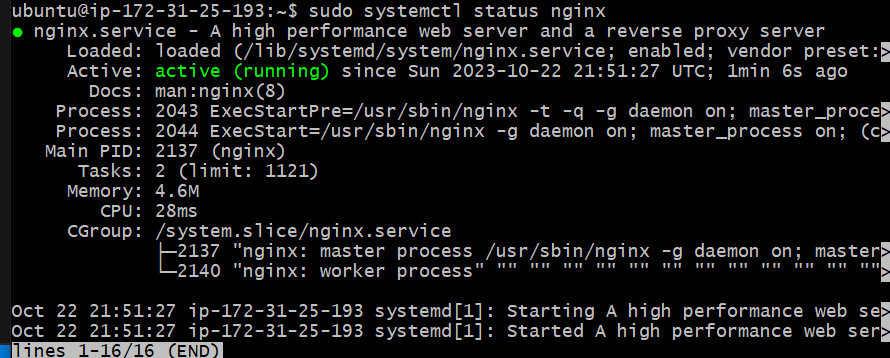 ubuntu@ip-172-31-25-193:~$ sudo systemctl status nginx
● nginx.service - A high performance web server and a reverse proxy server
     Loaded: loaded (/lib/systemd/system/nginx.service; enabled; vendor preset:>
     Active: active (running) since Sun 2023-10-22 21:51:27 UTC; 1min 6s ago
       Docs: man:nginx(8)
    Process: 2043 ExecStartPre=/usr/sbin/nginx -t -q -g daemon on; master_proce>
    Process: 2044 ExecStart=/usr/sbin/nginx -g daemon on; master_process on; (c>
   Main PID: 2137 (nginx)
      Tasks: 2 (limit: 1121)
     Memory: 4.6M
        CPU: 28ms
     CGroup: /system.slice/nginx.service
             ├─2137 "nginx: master process /usr/sbin/nginx -g daemon on; master>
             └─2140 "nginx: worker process" "" "" "" "" "" "" "" "" "" "" "" "">
Oct 22 21:51:27 ip-172-31-25-193 systemd[1]: Starting A high performance web se>
Oct 22 21:51:27 ip-172-31-25-193 systemd[1]: Started A high performance web ser>
lines 1-16/16 (END)